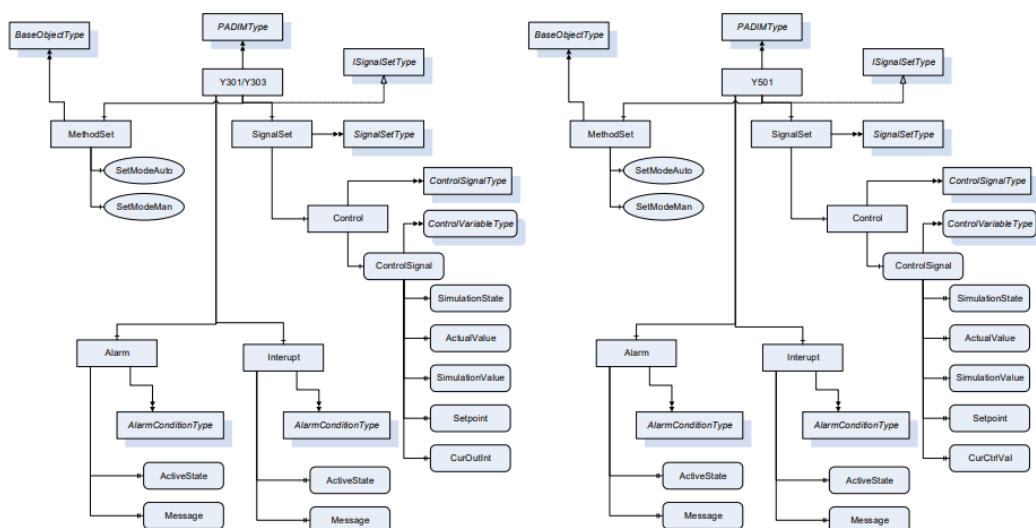 BaseObjectType
PADIMType
ISignalSetType
Y301/Y303
MethodSet
SignalSet
SignalSetType
SetModeAuto
SetModeMan
ControlSignalType
Control
ControlVariableType
ControlSignal
SimulationState
ActualValue
SimulationValue
Setpoint
CurOutInt
Alarm
Interupt
AlarmConditionType
AlarmConditionType
ActiveState
ActiveState
Message
Message
BaseObjectType
PADIMType
ISignalSetType
Y501
MethodSet
SignalSet
SignalSetType
SetModeAuto
SetModeMan
ControlSignalType
Control
ControlVariableType
ControlSignal
SimulationState
ActualValue
SimulationValue
Setpoint
CurCtrlVal
Alarm
Interupt
AlarmConditionType
AlarmConditionType
ActiveState
ActiveState
Message
Message